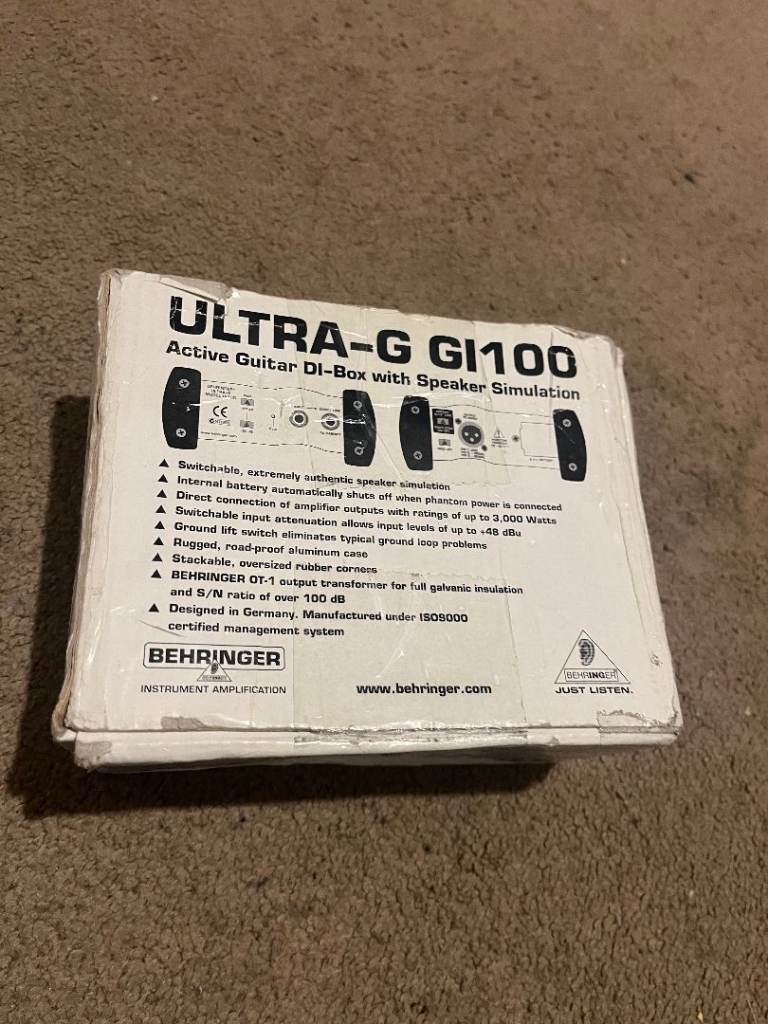 ULTRA-G GI100
Active Guitar DI-Box with Speaker Simulation
▲ Switchable, extremely authentic speaker simulation
▲ Internal battery automatically shuts off when phantom power is connected
▲ Direct connection of amplifier outputs with ratings of up to 3,000 Watts
▲ Switchable input attenuation allows input levels of up to +48 dBu
▲ Ground lift switch eliminates typical ground loop problems
▲ Rugged, road-proof aluminum case
▲ Stackable, oversized rubber corners
▲ BEHRINGER OT-1 output transformer for full galvanic insulation
and S/N ratio of over 100 dB
▲ Designed in Germany. Manufactured under ISO9000
certified management system
BEHRINGER
INSTRUMENT AMPLIFICATION
www.behringer.com
BEHRINGER
JUST LISTEN.